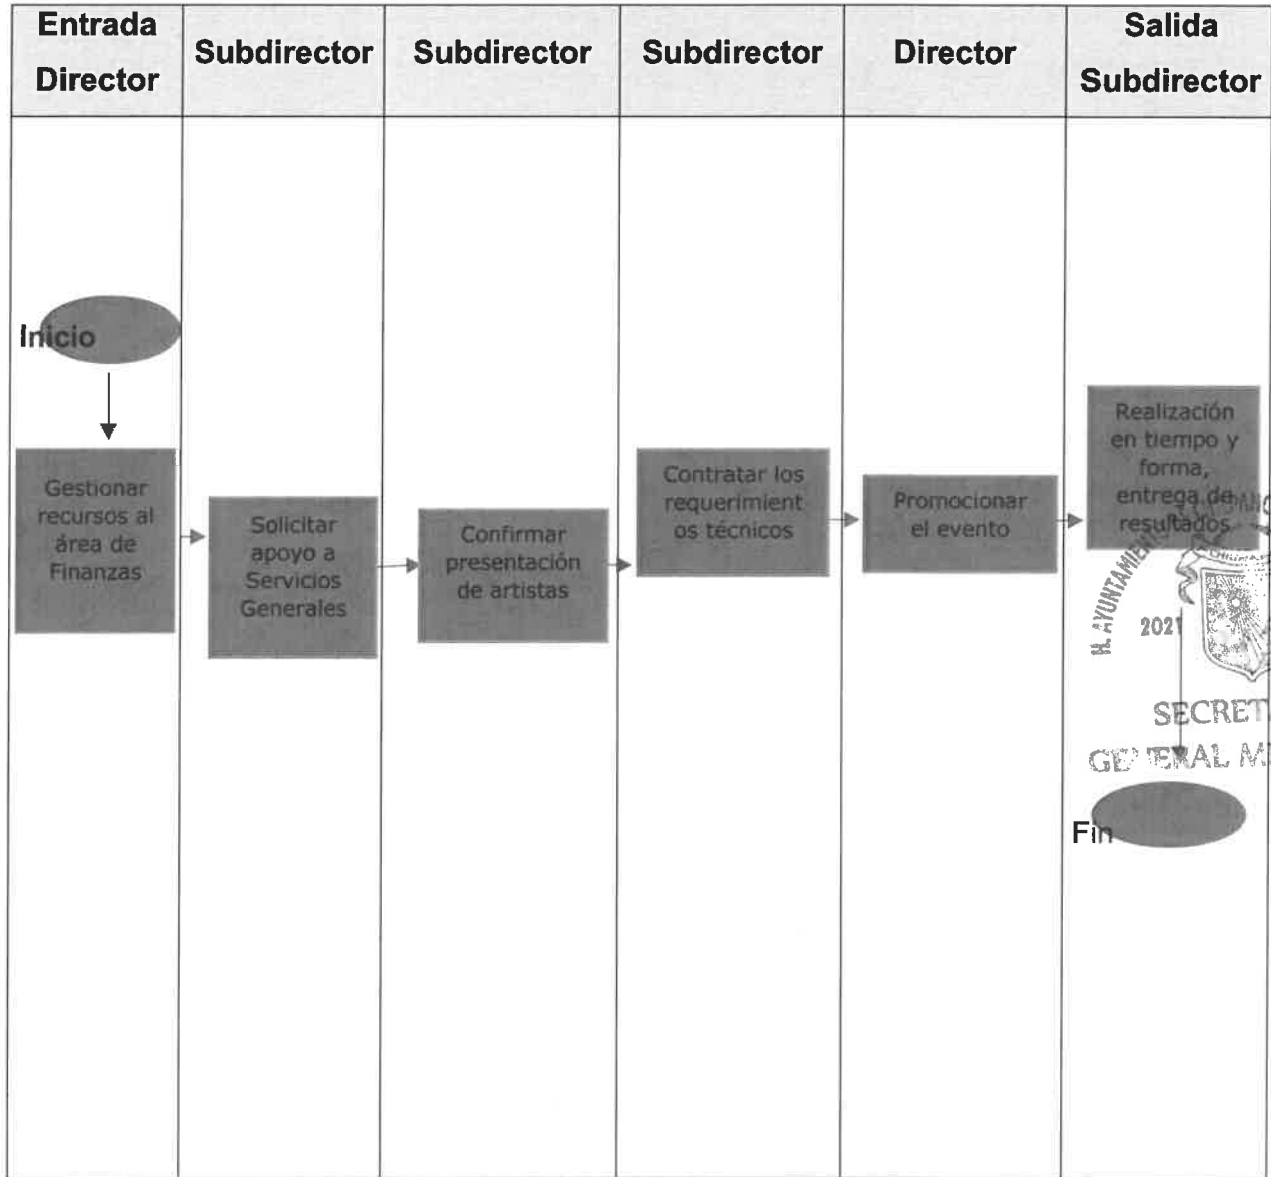 Entrada
Director
Subdirector
Subdirector
Subdirector
Director
Salida
Subdirector
Inicio
Gestionar
recursos al
área de
Finanzas
Solicitar
apoyo a
Servicios
Generales
Confirmar
presentación
de artistas
Contratar los
requerimient
os técnicos
Promocionar
el evento
Realización
en tiempo y
forma,
entrega de
resultados
H. AYUNTAMIENTO
2021
SECRET
GENERAL M
Fin